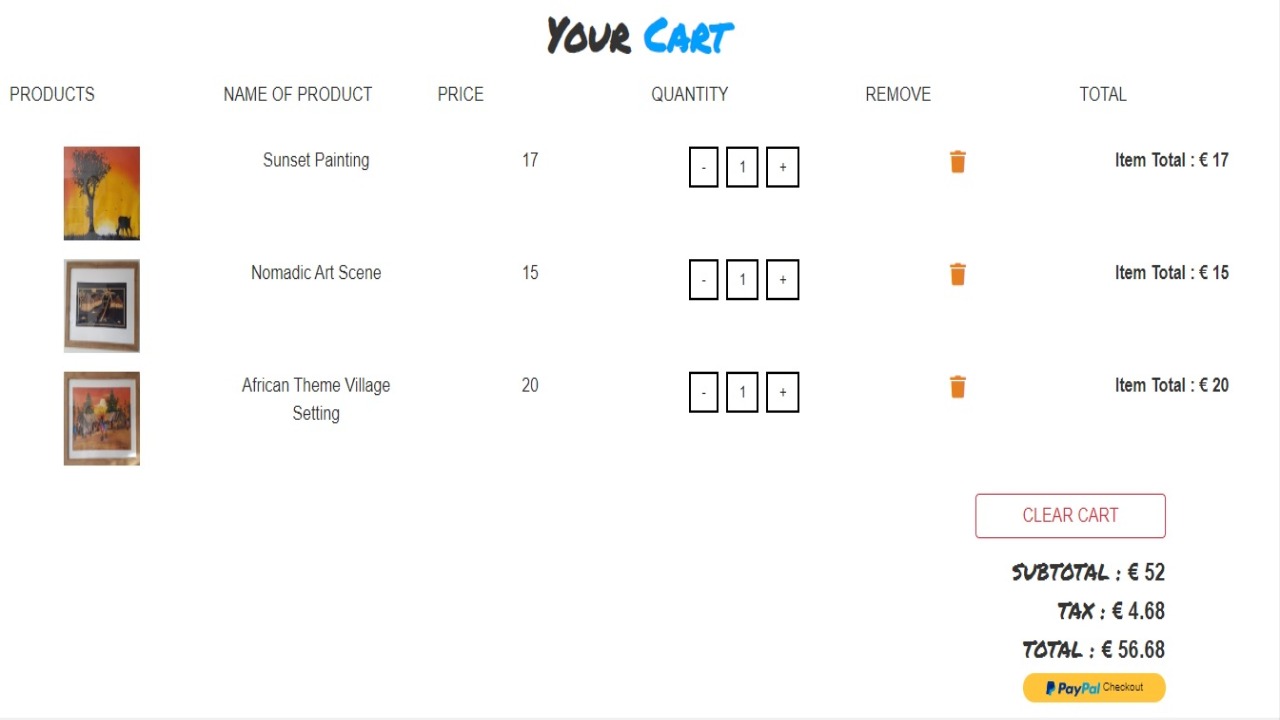 Your Cart
PRODUCTS NAME OF PRODUCT PRICE QUANTITY REMOVE TOTAL
Sunset Painting 17 - 1 + Item Total : € 17
Nomadic Art Scene 15 - 1 + Item Total : € 15
African Theme Village 20 - 1 + Item Total : € 20
Setting
CLEAR CART
SUBTOTAL : € 52
TAX : € 4.68
TOTAL : € 56.68
PayPal Checkout